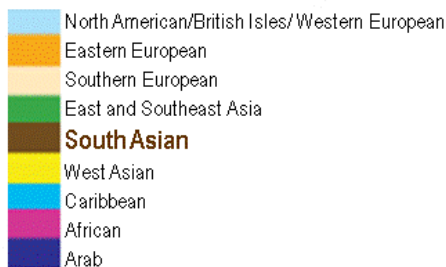 North American/British Isles/Western European
Eastern European
Southern European
East and Southeast Asia
South Asian
West Asian
Caribbean
African
Arab